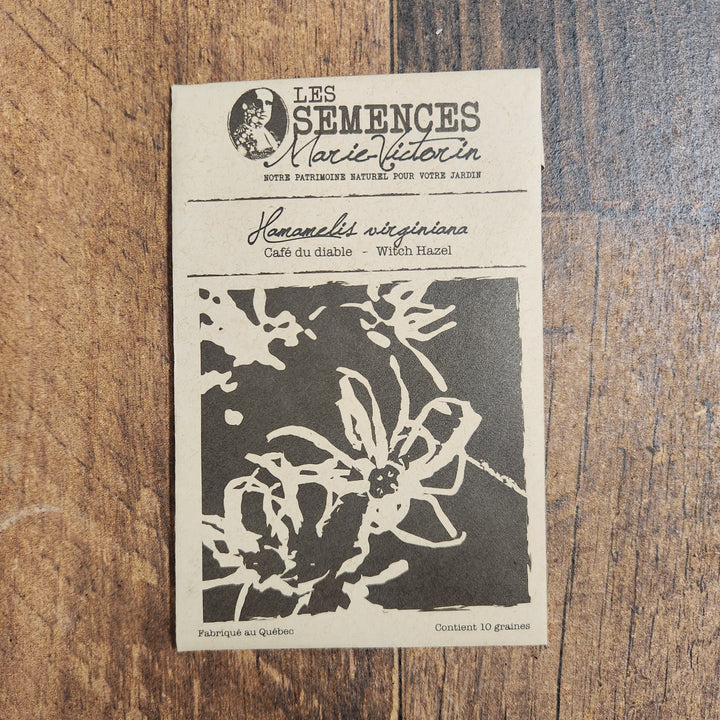 LES
SEMENCES
Marie-Victorin
NOTRE PATRIMOINE NATUREL POUR VOTRE JARDIN
Hamamelis virginiana
Café du diable - Witch Hazel
Fabriqué au Québec
Contient 10 graines